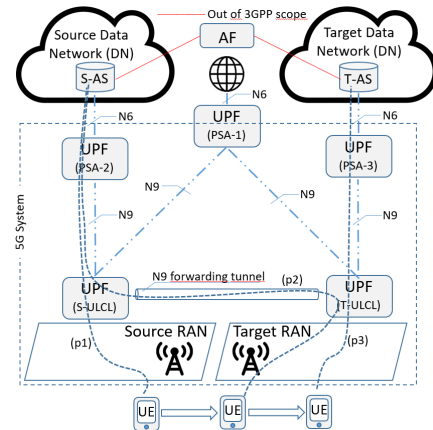 Source Data
Network (DN)
S-AS
Out of 3GPP scope
AF
Target Data
Network (DN)
T-AS
N6
N6
N6
UPF
(PSA-1)
UPF
(PSA-2)
UPF
(PSA-3)
N9
N9
N9
N9
5G System
N9 forwarding tunnel
(p2)
UPF
(S-ULCL)
UPF
(T-ULCL)
Source RAN
Target RAN
(p1)
(p3)
UE
UE
UE